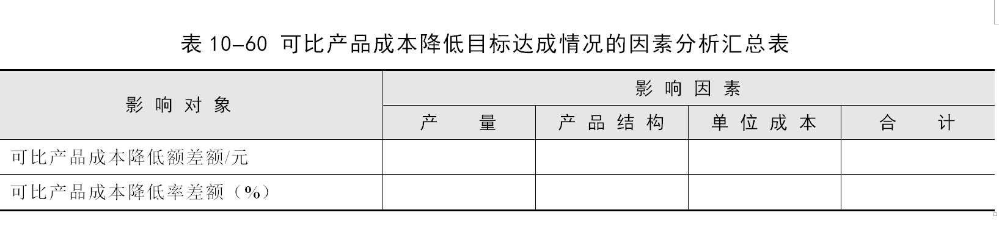 表10–60 可比产品成本降低目标达成情况的因素分析汇总表
影响对象
影响因素
产量 产品结构 单位成本 合计
可比产品成本降低额差额/元
可比产品成本降低率差额（%）